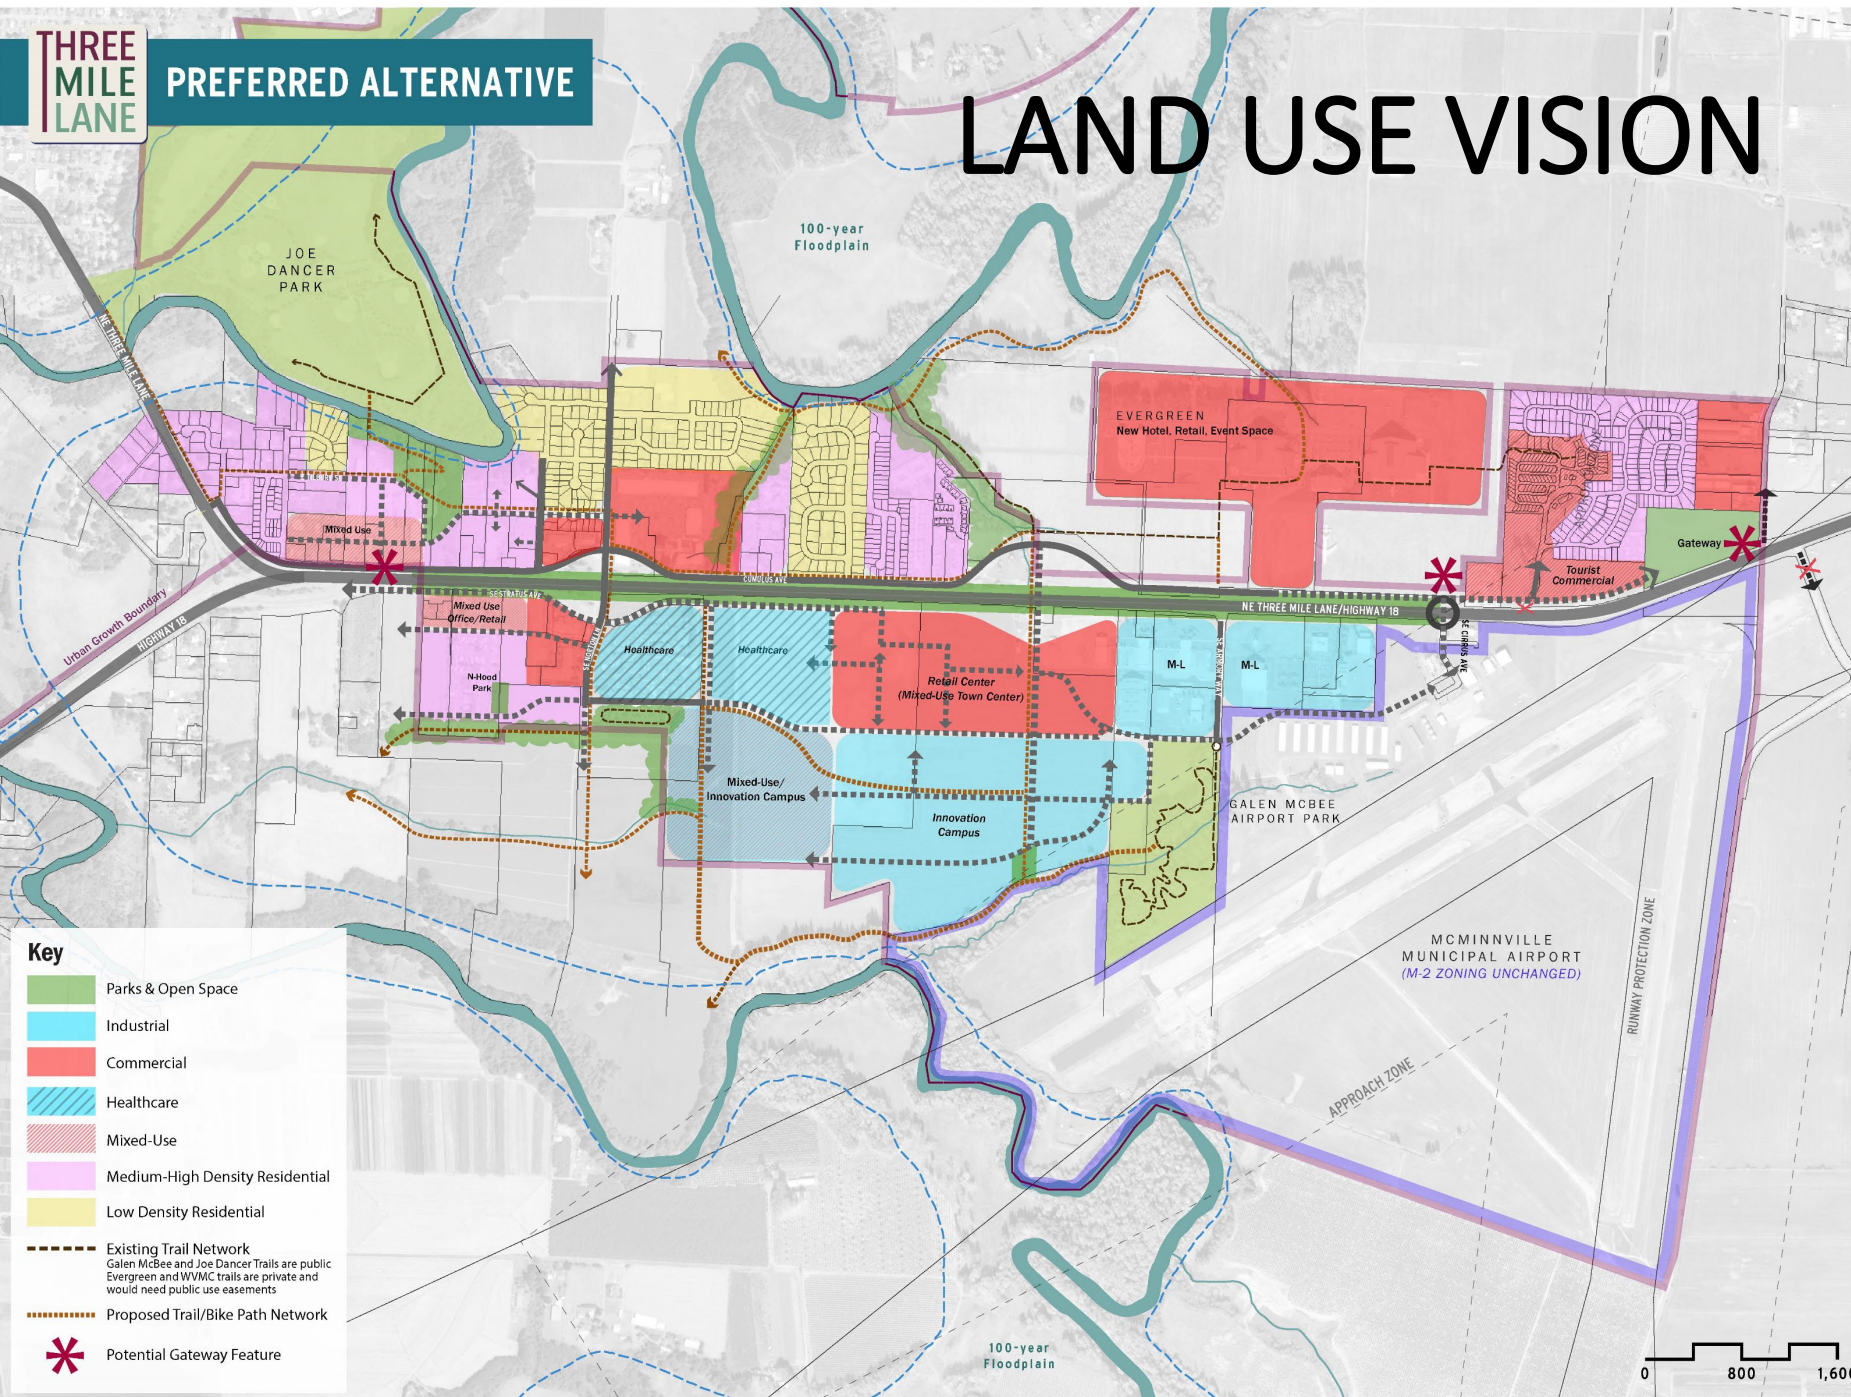 THREE
MILE
LANE
PREFERRED ALTERNATIVE
LAND USE VISION
100-year
Floodplain
JOE
DANCER
PARK
NE THREE MILE LANE
EVERGREEN
New Hotel, Retail, Event Space
Mixed Use
Gateway
Tourist
Commercial
CUMULUS AVE
SE STRATUS AVE
NE THREE MILE LANE/HIGHWAY 18
Mixed Use
Office/Retail
Urban Growth Boundary
HIGHWAY 18
SE CIRRUS AVE
Healthcare
Healthcare
M-L
M-L
N-Hood
Park
Retail Center
(Mixed-Use Town Center)
Mixed-Use/
Innovation Campus
Innovation
Campus
GALEN MCBEE
AIRPORT PARK
MCMINNVILLE
MUNICIPAL AIRPORT
(M-2 ZONING UNCHANGED)
RUNWAY PROTECTION ZONE
APPROACH ZONE
Key
Parks & Open Space
Industrial
Commercial
Healthcare
Mixed-Use
Medium-High Density Residential
Low Density Residential
Existing Trail Network
Galen McBee and Joe Dancer Trails are public
Evergreen and WVMC trails are private and
would need public use easements
Proposed Trail/Bike Path Network
Potential Gateway Feature
100-year
Floodplain
0 800 1,600